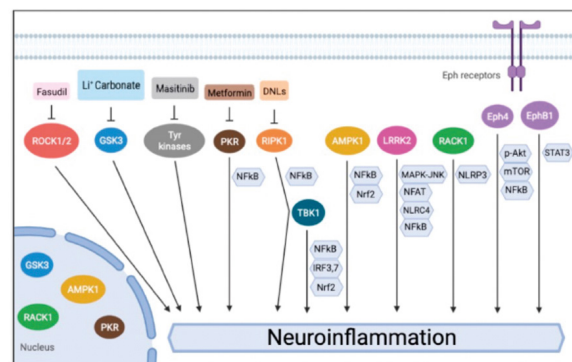 Eph receptors
Fasudil
Li⁺ Carbonate
Masitinib
Metformin
DNLs
ROCK1/2
GSK3
Tyr
kinases
PKR
RIPK1
AMPK1
LRRK2
RACK1
Eph4
EphB1
NFkB
NFkB
TBK1
NFkB
IRF3,7
Nrf2
NFkB
Nrf2
MAPK-JNK
NFAT
NLRC4
NFkB
NLRP3
p-Akt
mTOR
NFkB
STAT3
GSK3
AMPK1
RACK1
PKR
Nucleus
Neuroinflammation